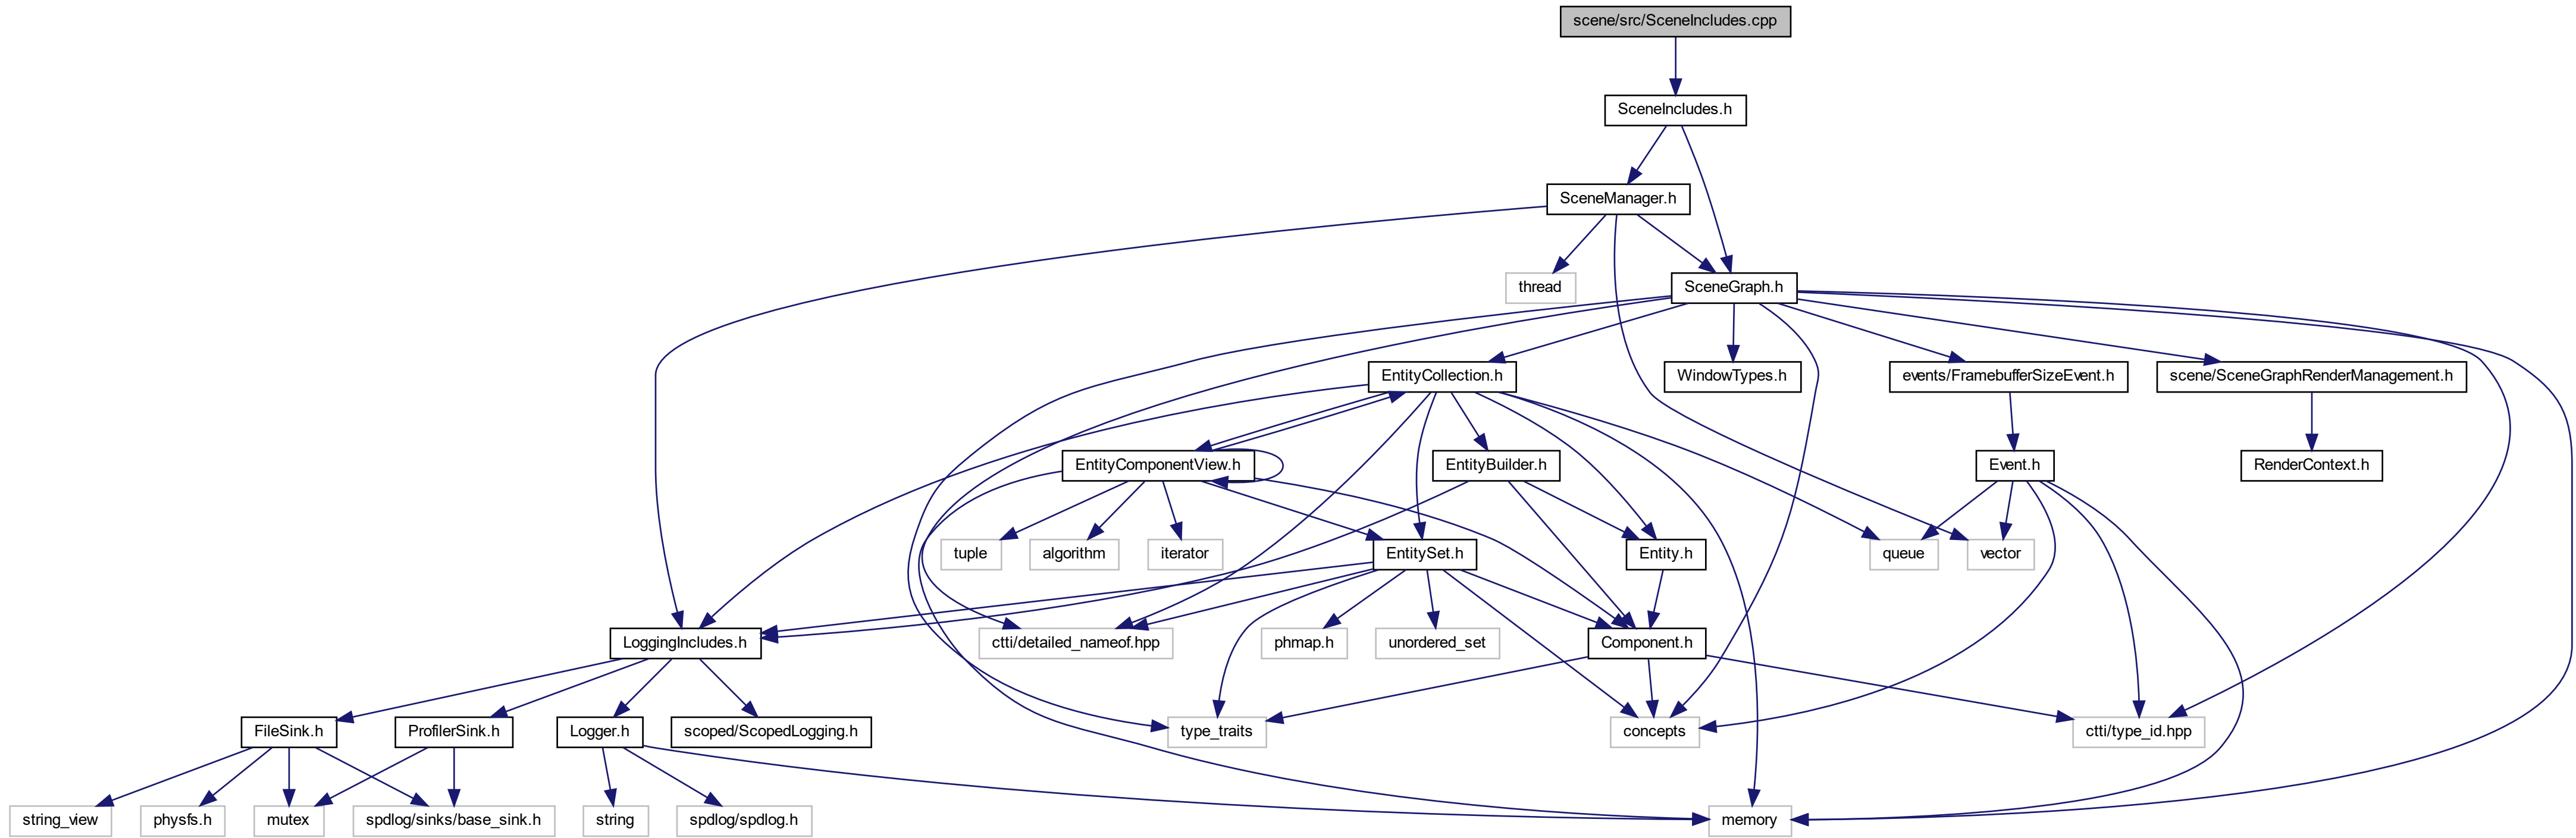 scene/src/SceneIncludes.cpp
SceneIncludes.h
SceneManager.h
thread
SceneGraph.h
EntityCollection.h
WindowTypes.h
events/FramebufferSizeEvent.h
scene/SceneGraphRenderManagement.h
EntityComponentView.h
EntityBuilder.h
Event.h
RenderContext.h
tuple
algorithm
iterator
EntitySet.h
Entity.h
queue
vector
LoggingIncludes.h
ctti/detailed_nameof.hpp
phmap.h
unordered_set
Component.h
FileSink.h
ProfilerSink.h
Logger.h
scoped/ScopedLogging.h
type_traits
concepts
ctti/type_id.hpp
string_view
physfs.h
mutex
spdlog/sinks/base_sink.h
string
spdlog/spdlog.h
memory